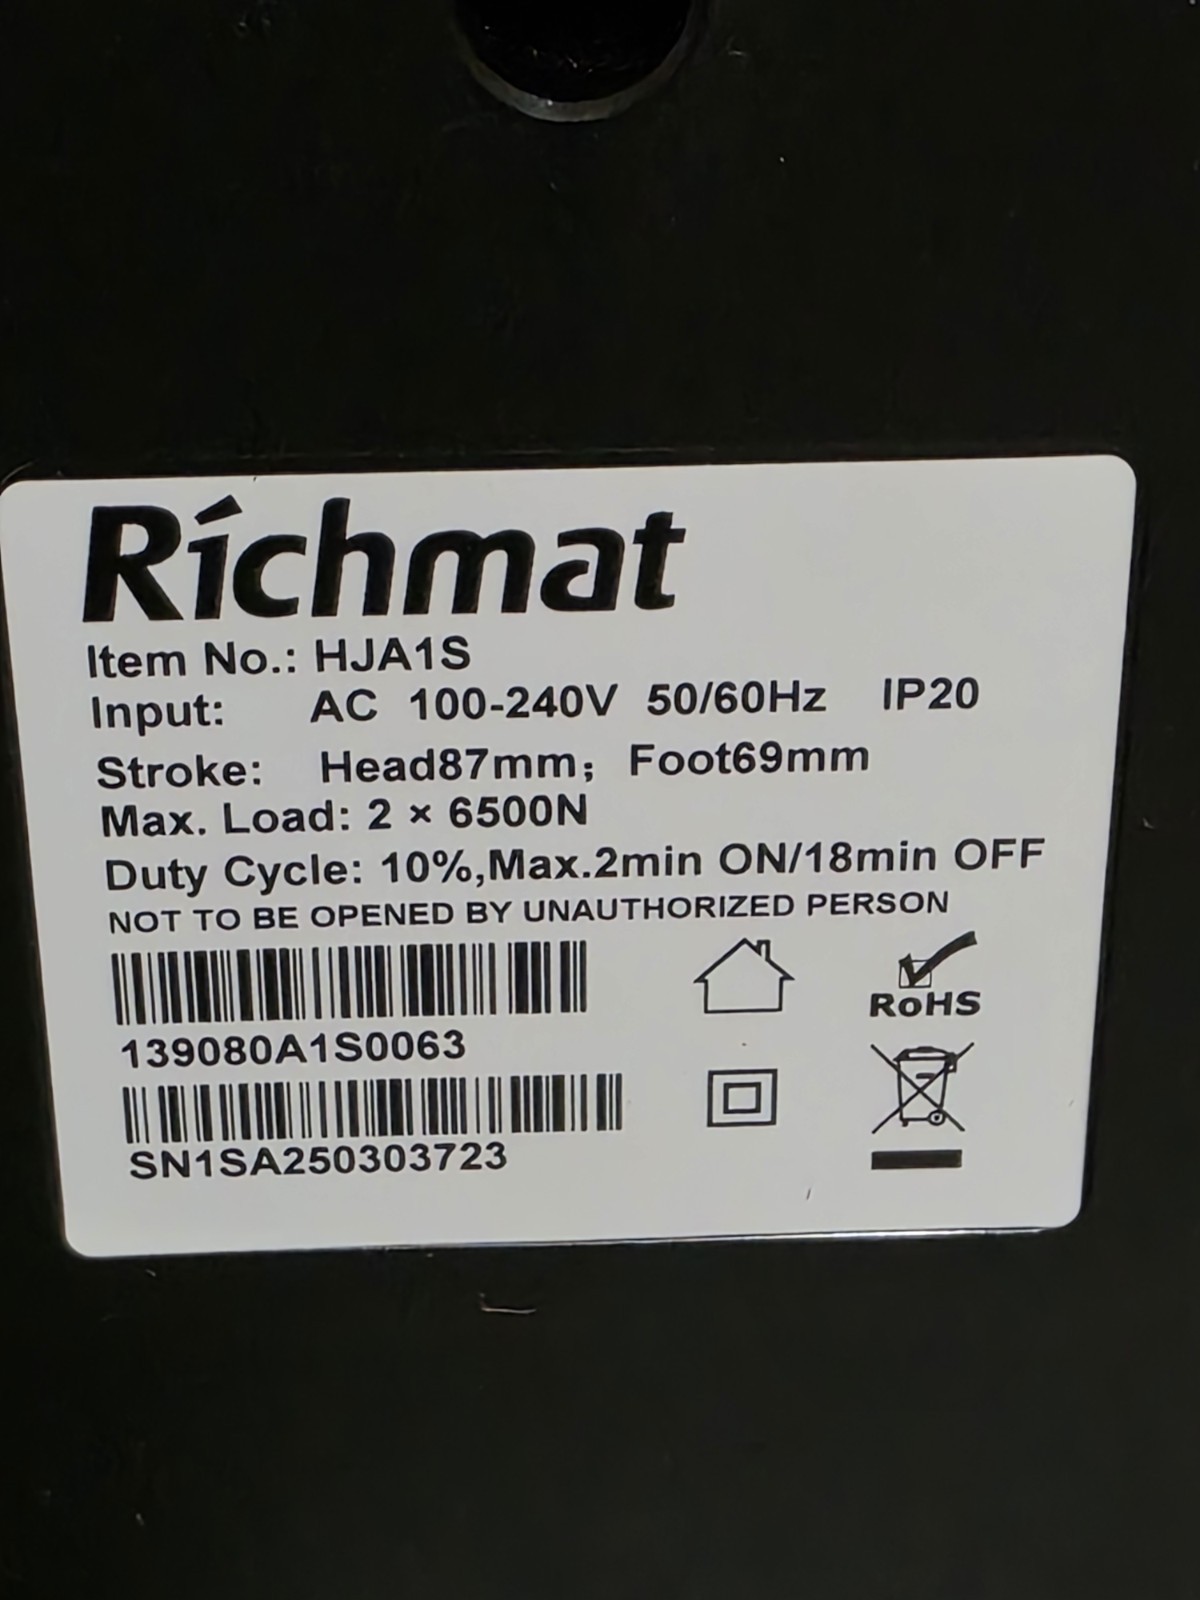 Richmat
Item No.: HJA1S
Input: AC 100-240V 50/60Hz IP20
Stroke: Head87mm; Foot69mm
Max. Load: 2 × 6500N
Duty Cycle: 10%,Max.2min ON/18min OFF
NOT TO BE OPENED BY UNAUTHORIZED PERSON
139080A1S0063
SN1SA250303723
RoHS